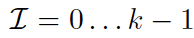 ℐ = 0 … k − 1